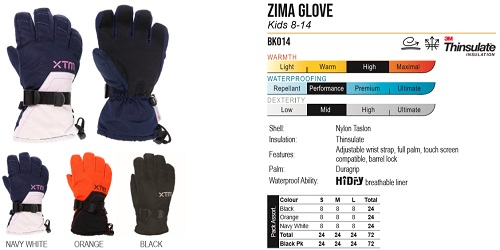 XTM
ZIMA GLOVE
Kids 8-14
BK014
3M
Thinsulate
INSULATION
WARMTH
Light Warm High Maximal
WATERPROOFING
Repellant Performance Premium Ultimate
DEXTERITY
Low Mid High Ultimate
Shell: Nylon Taslon
Insulation: Thinsulate
Features: Adjustable wrist strap, full palm, touch screen
compatible, barrel lock
Palm: Duragrip
Waterproof Ability: HiDRY breathable liner
XTM XTM XTM
NAVY WHITE ORANGE BLACK
Pack Assort.
Colour S M L Total
Black 8 8 8 24
Orange 8 8 8 24
Navy White 8 8 8 24
Total 24 24 24 72
Black Pk 24 24 24 72